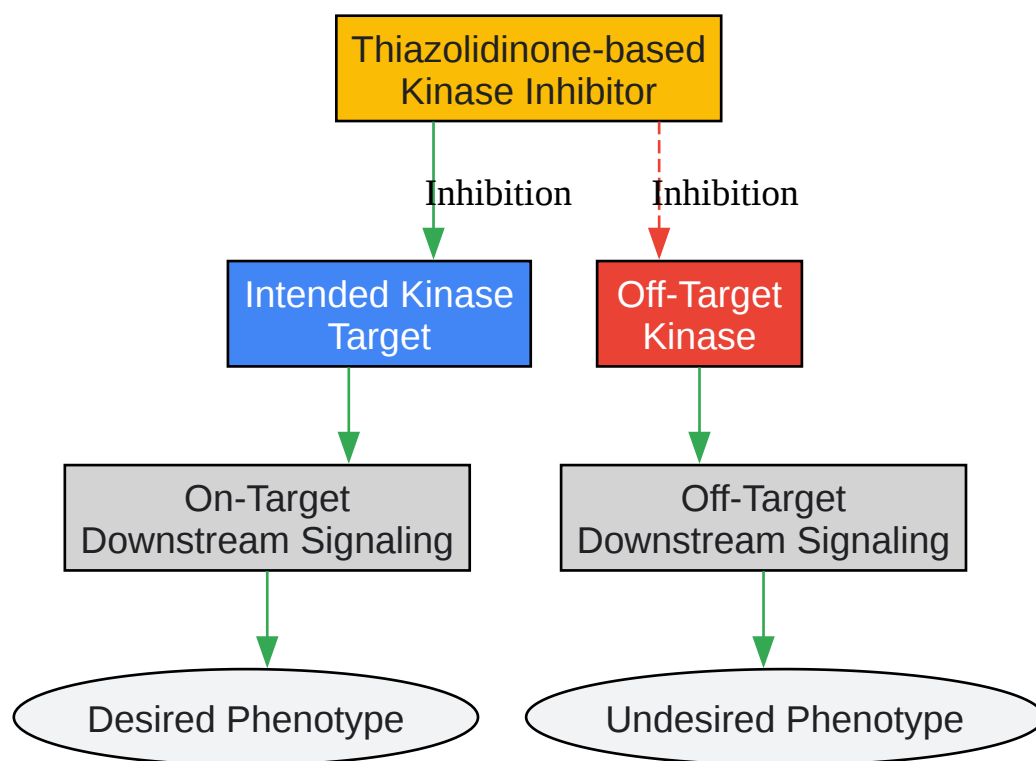 Thiazolidinone-based
Kinase Inhibitor
Inhibition
Inhibition
Intended Kinase
Target
Off-Target
Kinase
On-Target
Downstream Signaling
Off-Target
Downstream Signaling
Desired Phenotype
Undesired Phenotype